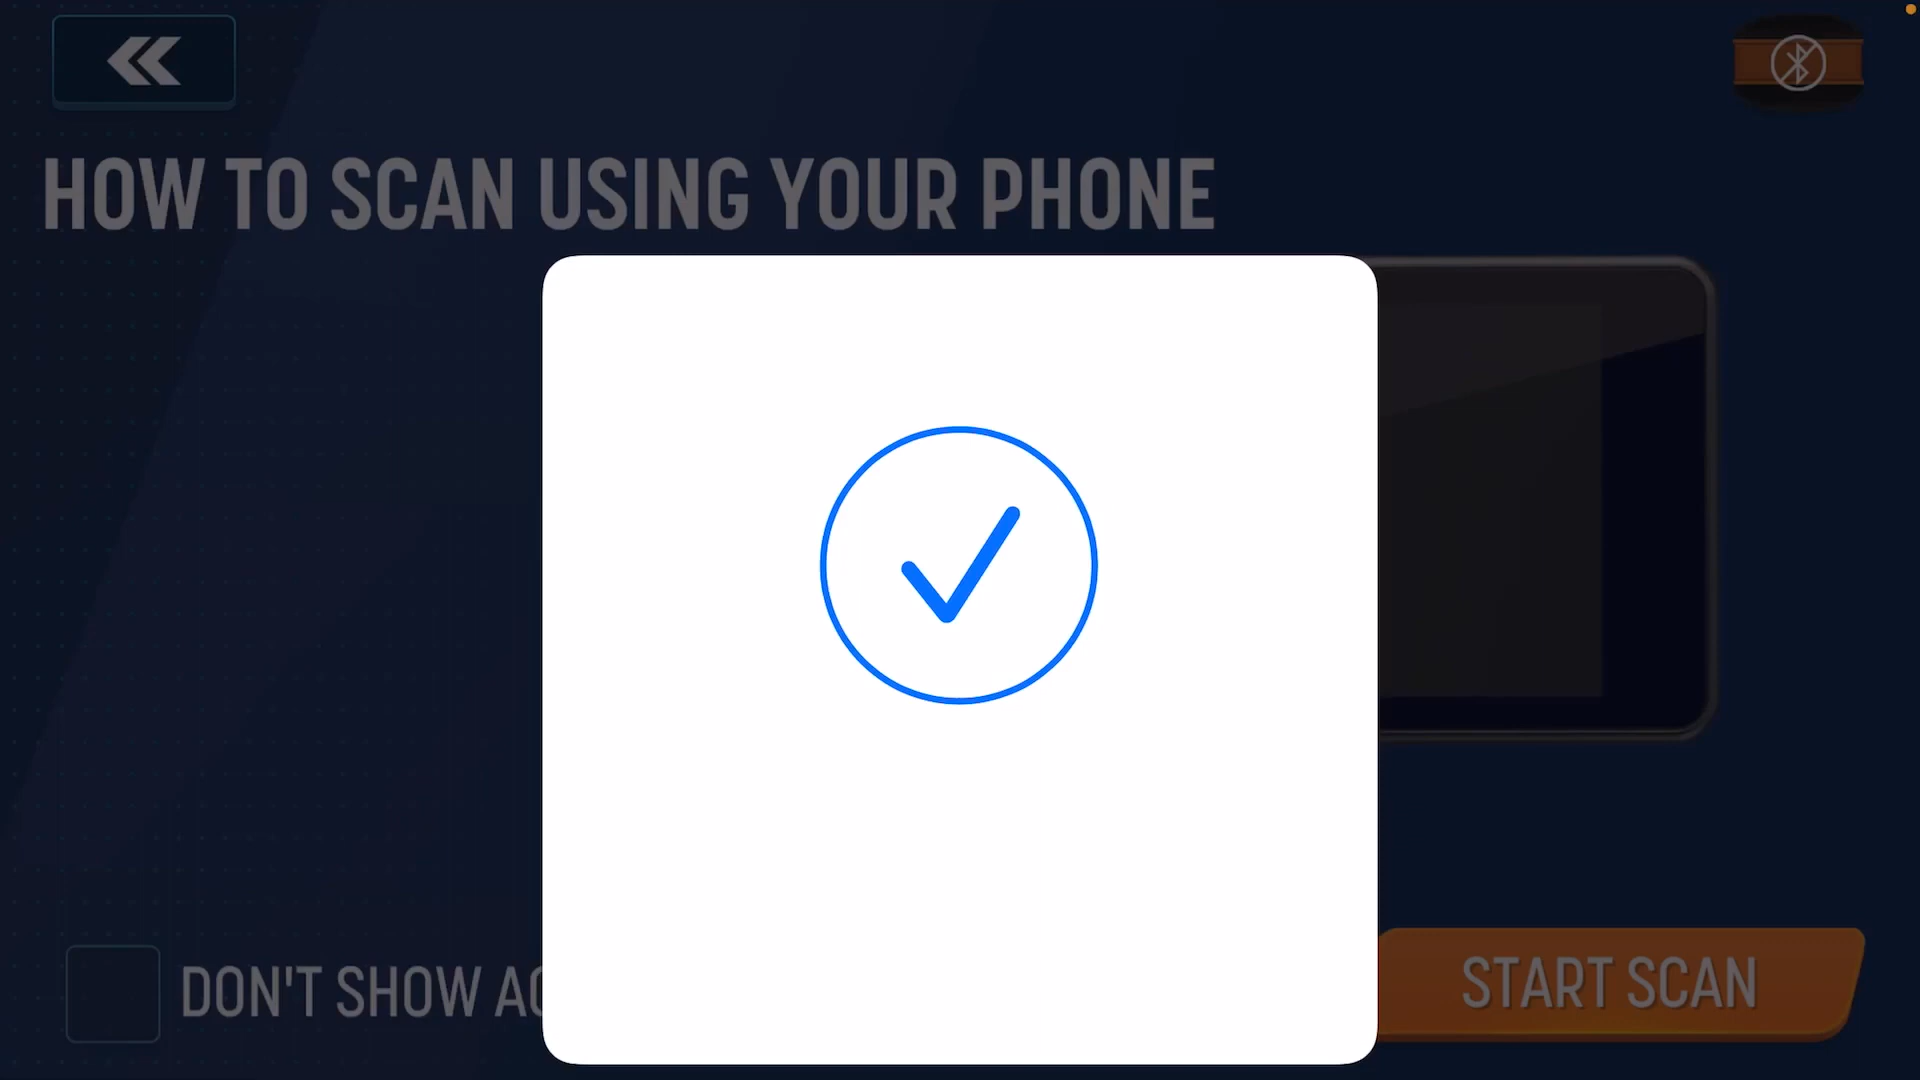 HOW TO SCAN USING YOUR PHONE
DON'T SHOW
START SCAN